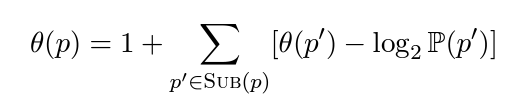 θ(p) = 1 + ∑_{p′∈SUB(p)} [θ(p′) − log₂ ℙ(p′)]